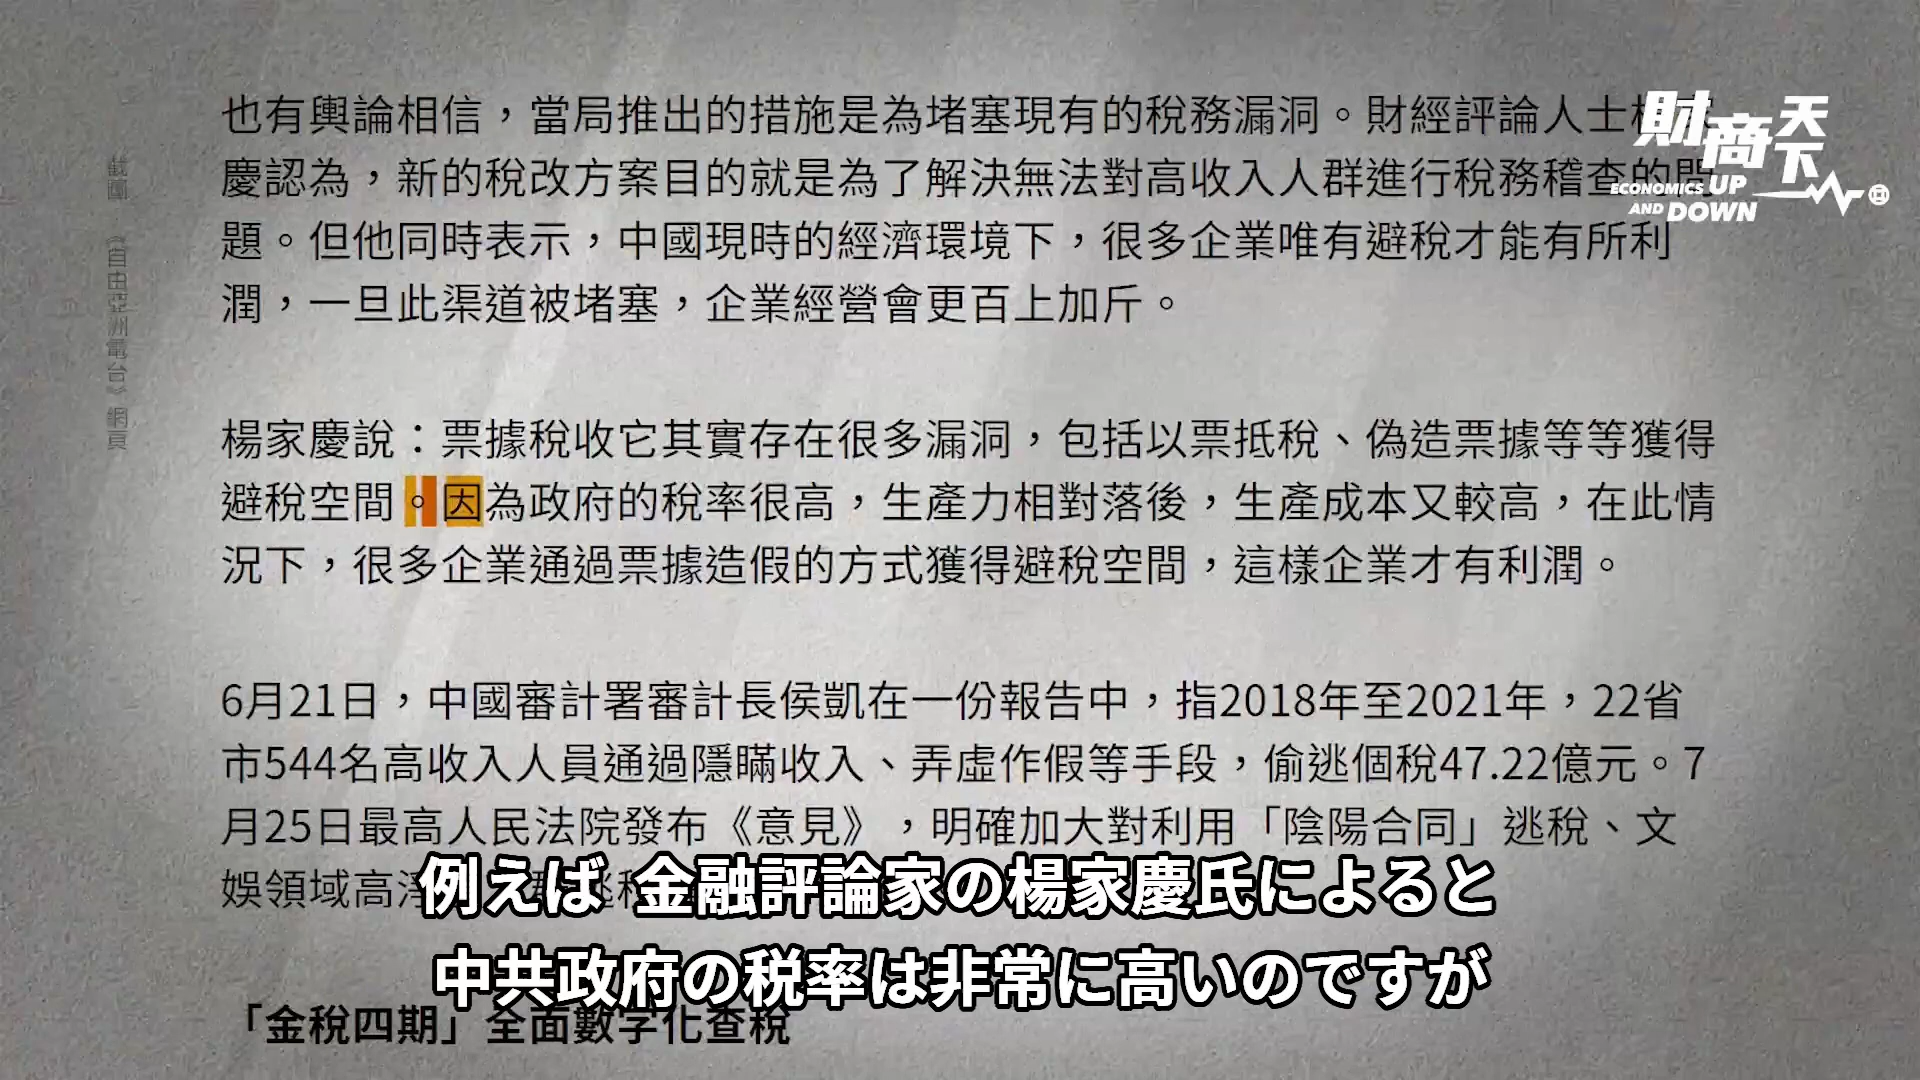 也有輿論相信，當局推出的措施是為堵塞現有的稅務漏洞。財經評論人士
慶認為，新的稅改方案目的就是為了解決無法對高收入人群進行稅務稽查的問
題。但他同時表示，中國現時的經濟環境下，很多企業唯有避稅才能有所利
潤，一旦此渠道被堵塞，企業經營會更百上加斤。
財商天下
ECONOMICS UP
AND DOWN
截圖 《自由亞洲電台》網頁
楊家慶說：票據稅收它其實存在很多漏洞，包括以票抵稅、偽造票據等等獲得
避稅空間。因為政府的稅率很高，生產力相對落後，生產成本又較高，在此情
況下，很多企業通過票據造假的方式獲得避稅空間，這樣企業才有利潤。
6月21日，中國審計署審計長侯凱在一份報告中，指2018年至2021年，22省
市544名高收入人員通過隱瞞收入、弄虛作假等手段，偷逃個稅47.22億元。7
月25日最高人民法院發布《意見》，明確加大對利用「陰陽合同」逃稅、文
娛領域高淨
例えば 金融評論家の楊家慶氏によると
中共政府の税率は非常に高いのですが
「金稅四期」全面數字化查稅